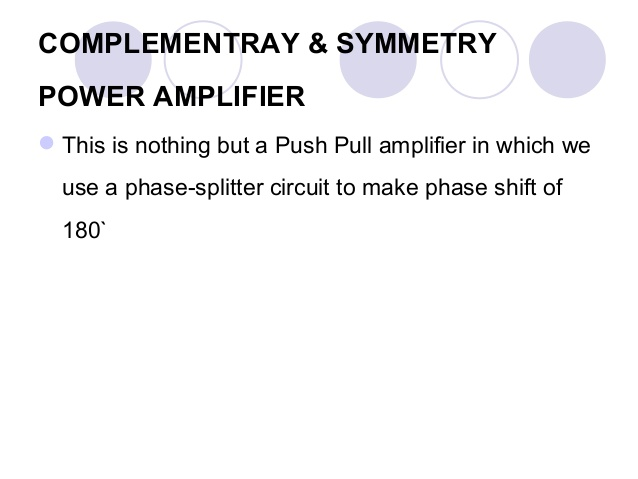 COMPLEMENTRAY & SYMMETRY
POWER AMPLIFIER
This is nothing but a Push Pull amplifier in which we
use a phase-splitter circuit to make phase shift of
180`